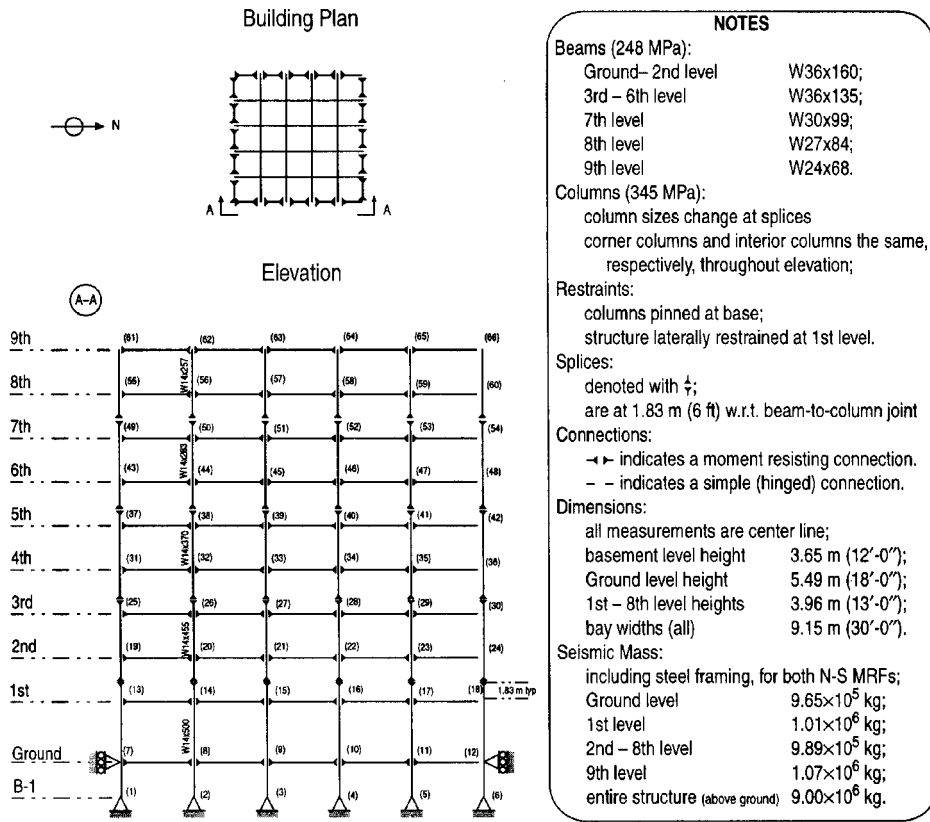 Building Plan
N
A
A
Elevation
A–A
9th
(61) (62) (63) (64) (65) (66)
W14x257
8th
(55) (56) (57) (58) (59) (60)
7th
(49) (50) (51) (52) (53) (54)
W14x283
6th
(43) (44) (45) (46) (47) (48)
5th
(37) (38) (39) (40) (41) (42)
W14x370
4th
(31) (32) (33) (34) (35) (36)
3rd
(25) (26) (27) (28) (29) (30)
W14x455
2nd
(19) (20) (21) (22) (23) (24)
1st
(13) (14) (15) (16) (17) (18)
1.83 m typ
W14x500
Ground
(7) (8) (9) (10) (11) (12)
B-1
(1) (2) (3) (4) (5) (6)
NOTES
Beams (248 MPa):
Ground– 2nd level W36x160;
3rd – 6th level W36x135;
7th level W30x99;
8th level W27x84;
9th level W24x68.
Columns (345 MPa):
column sizes change at splices
corner columns and interior columns the same,
respectively, throughout elevation;
Restraints:
columns pinned at base;
structure laterally restrained at 1st level.
Splices:
denoted with ;
are at 1.83 m (6 ft) w.r.t. beam-to-column joint
Connections:
indicates a moment resisting connection.
– – indicates a simple (hinged) connection.
Dimensions:
all measurements are center line;
basement level height 3.65 m (12′-0″);
Ground level height 5.49 m (18′-0″);
1st – 8th level heights 3.96 m (13′-0″);
bay widths (all) 9.15 m (30′-0″).
Seismic Mass:
including steel framing, for both N-S MRFs;
Ground level 9.65×10⁵ kg;
1st level 1.01×10⁶ kg;
2nd – 8th level 9.89×10⁵ kg;
9th level 1.07×10⁶ kg;
entire structure (above ground) 9.00×10⁶ kg.